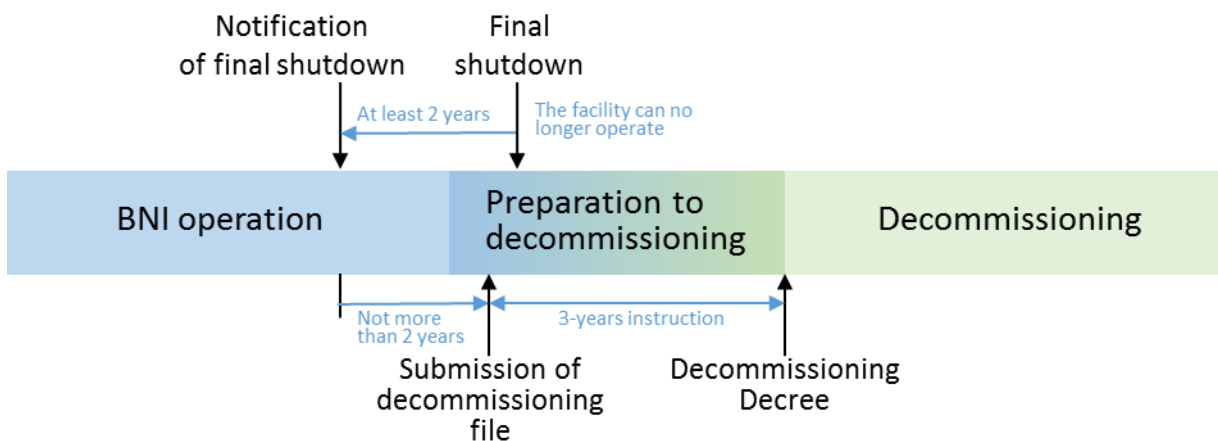 Notification
of final shutdown
Final
shutdown
At least 2 years
The facility can no
longer operate
BNI operation
Preparation to
decommissioning
Decommissioning
Not more
than 2 years
3-years instruction
Submission of
decommissioning
file
Decommissioning
Decree